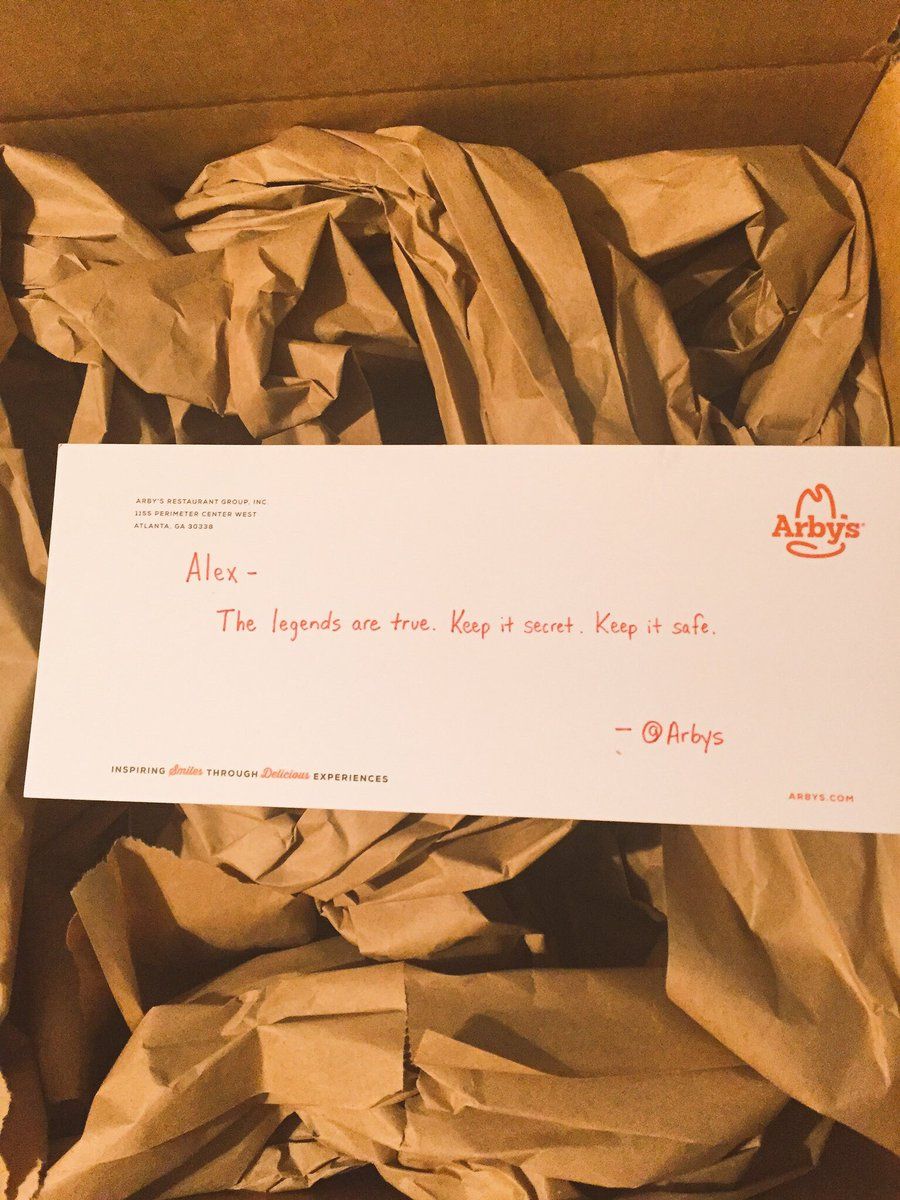 ARBY'S RESTAURANT GROUP, INC
1155 PERIMETER CENTER WEST
ATLANTA, GA 30338
Arby's
Alex -
The legends are true. Keep it secret. Keep it safe.
- @Arbys
INSPIRING Smiles THROUGH Delicious EXPERIENCES
ARBYS.COM